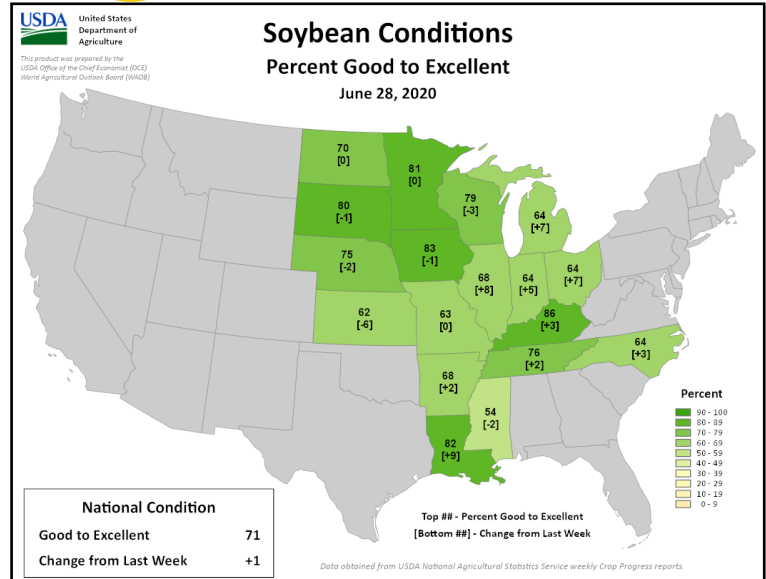 USDA
United States
Department of
Agriculture
This product was prepared by the
USDA Office of the Chief Economist (OCE)
World Agricultural Outlook Board (WAOB)
Soybean Conditions
Percent Good to Excellent
June 28, 2020
70
[0]
81
[0]
79
[-3]
64
[+7]
80
[-1]
75
[-2]
83
[-1]
68
[+8]
64
[+5]
64
[+7]
62
[-6]
63
[0]
86
[+3]
76
[+2]
64
[+3]
68
[+2]
54
[-2]
82
[+9]
Percent
90 - 100
80 - 89
70 - 79
60 - 69
50 - 59
40 - 49
30 - 39
20 - 29
10 - 19
0 - 9
National Condition
Good to Excellent 71
Change from Last Week +1
Top ## - Percent Good to Excellent
[Bottom ##] - Change from Last Week
Data obtained from USDA National Agricultural Statistics Service weekly Crop Progress reports.